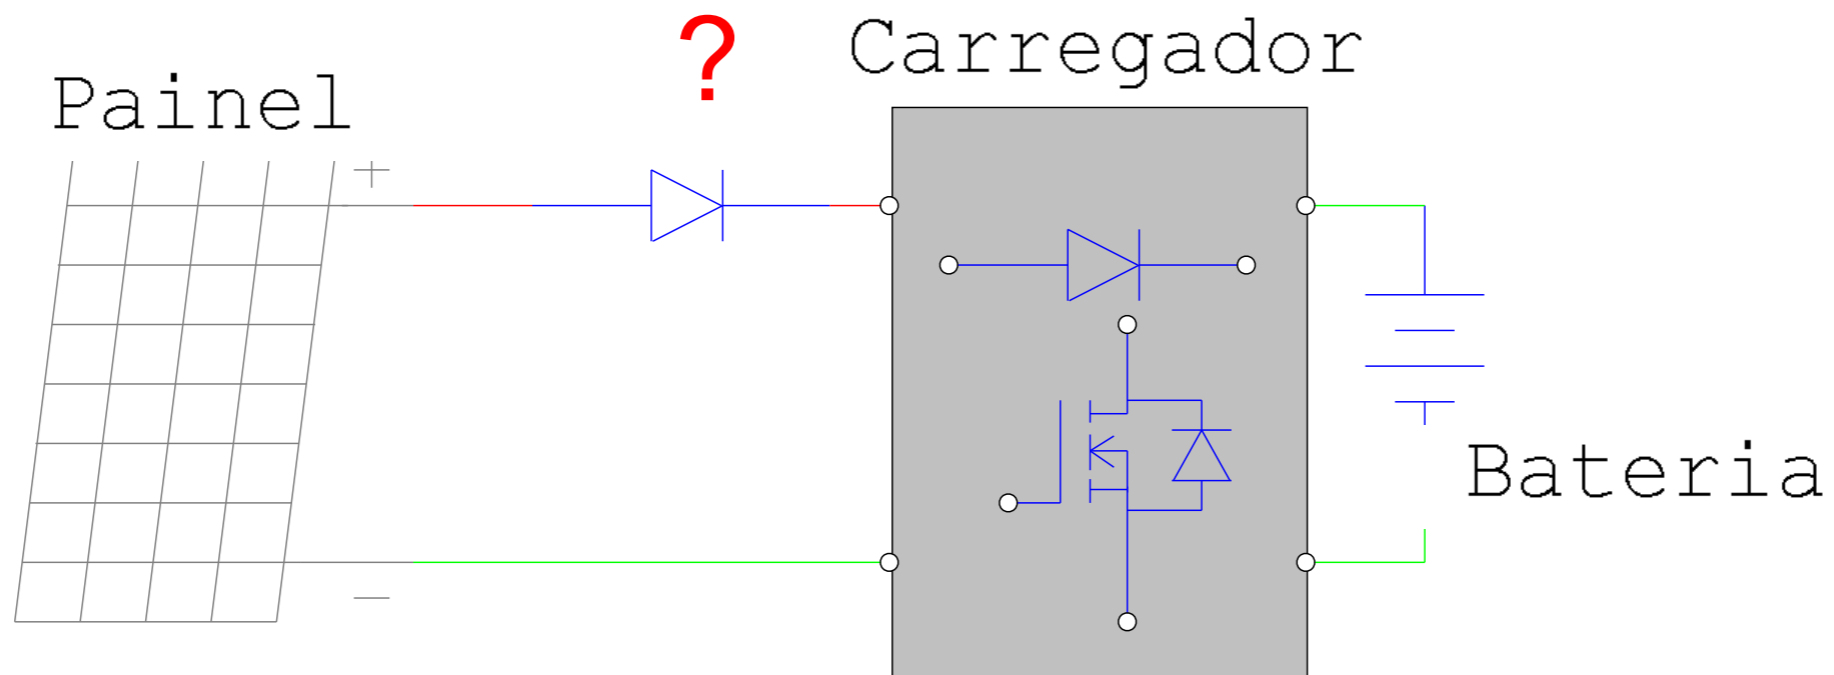 ?
Carregador
Painel
+
−
Bateria